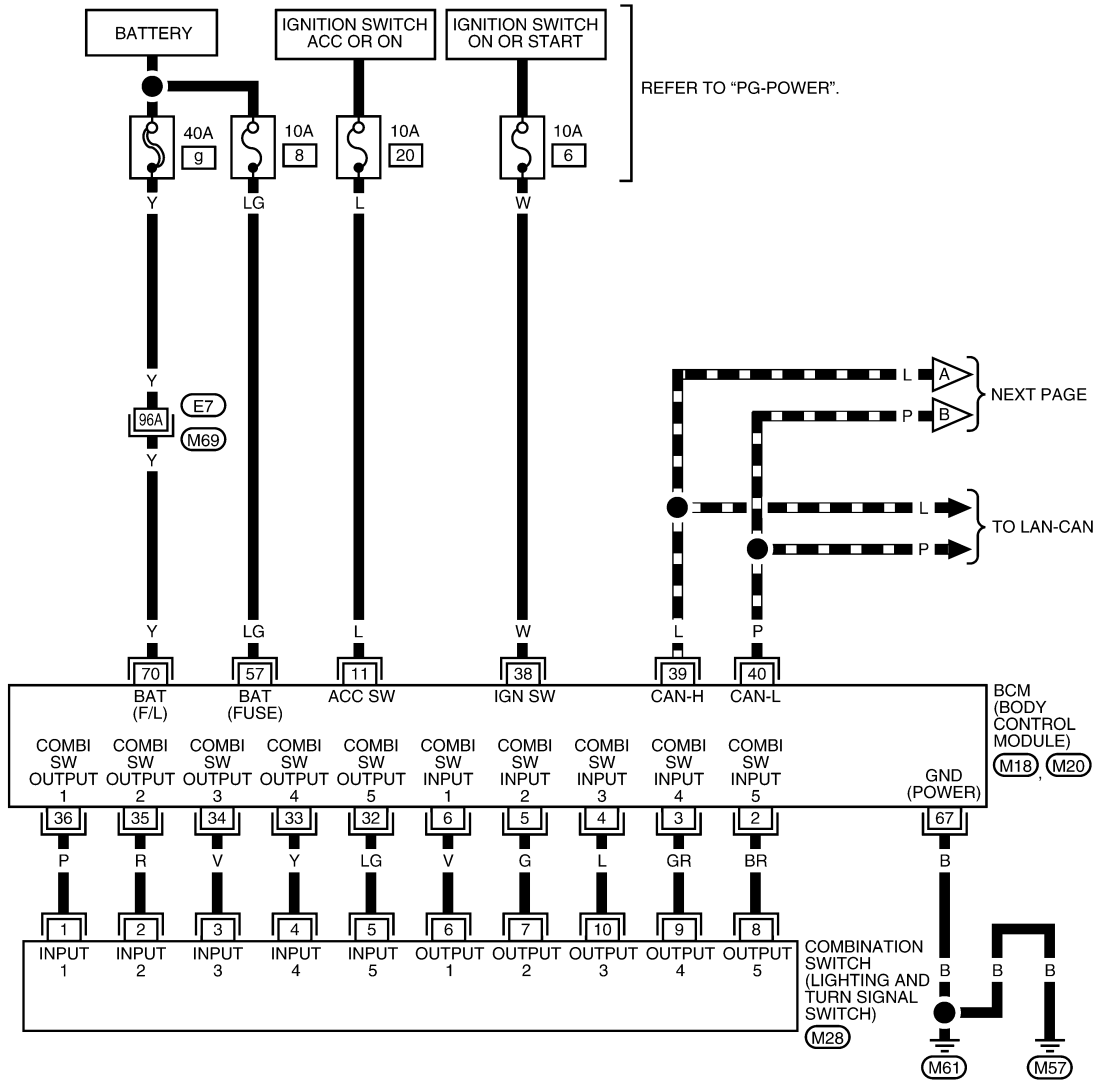 BATTERY
IGNITION SWITCH
ACC OR ON
IGNITION SWITCH
ON OR START
REFER TO “PG-POWER”.
40A
g
10A
8
10A
20
10A
6
Y
LG
L
W
Y
96A
E7
M69
Y
L
A
P
B
NEXT PAGE
L
P
TO LAN-CAN
Y
LG
L
W
L
P
70
57
11
38
39
40
BAT
(F/L)
BAT
(FUSE)
ACC SW
IGN SW
CAN-H
CAN-L
BCM
(BODY
CONTROL
MODULE)
M18 , M20
COMBI
SW
OUTPUT
1
COMBI
SW
OUTPUT
2
COMBI
SW
OUTPUT
3
COMBI
SW
OUTPUT
4
COMBI
SW
OUTPUT
5
COMBI
SW
INPUT
1
COMBI
SW
INPUT
2
COMBI
SW
INPUT
3
COMBI
SW
INPUT
4
COMBI
SW
INPUT
5
GND
(POWER)
36
35
34
33
32
6
5
4
3
2
67
P
R
V
Y
LG
V
G
L
GR
BR
B
1
2
3
4
5
6
7
10
9
8
INPUT
1
INPUT
2
INPUT
3
INPUT
4
INPUT
5
OUTPUT
1
OUTPUT
2
OUTPUT
3
OUTPUT
4
OUTPUT
5
COMBINATION
SWITCH
(LIGHTING AND
TURN SIGNAL
SWITCH)
M28
B
B
B
M61
M57